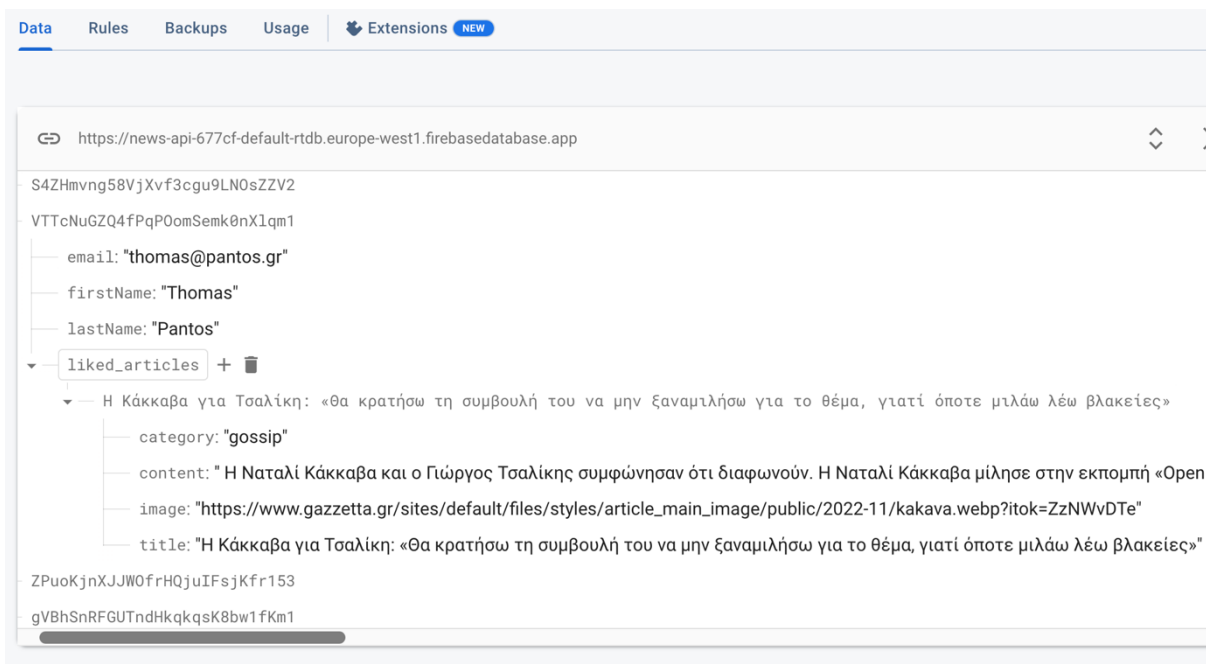 Data Rules Backups Usage Extensions NEW
https://news-api-677cf-default-rtdb.europe-west1.firebasedatabase.app
S4ZHmvng58VjXvf3cgu9LNOsZZV2
VTTcNuGZQ4fPqPOomSemk0nXlqm1
email: "thomas@pantos.gr"
firstName: "Thomas"
lastName: "Pantos"
liked_articles
Η Κάκκαβα για Τσαλίκη: «Θα κρατήσω τη συμβουλή του να μην ξαναμιλήσω για το θέμα, γιατί όποτε μιλάω λέω βλακείες»
category: "gossip"
content: " Η Ναταλί Κάκκαβα και ο Γιώργος Τσαλίκης συμφώνησαν ότι διαφωνούν. Η Ναταλί Κάκκαβα μίλησε στην εκπομπή «Open
image: "https://www.gazzetta.gr/sites/default/files/styles/article_main_image/public/2022-11/kakava.webp?itok=ZzNWvDTe"
title: "Η Κάκκαβα για Τσαλίκη: «Θα κρατήσω τη συμβουλή του να μην ξαναμιλήσω για το θέμα, γιατί όποτε μιλάω λέω βλακείες»"
ZPuoKjnXJJWOfrHQjuIFsjKfr153
gVBhSnRFGUTndHkqkqsK8bw1fKm1